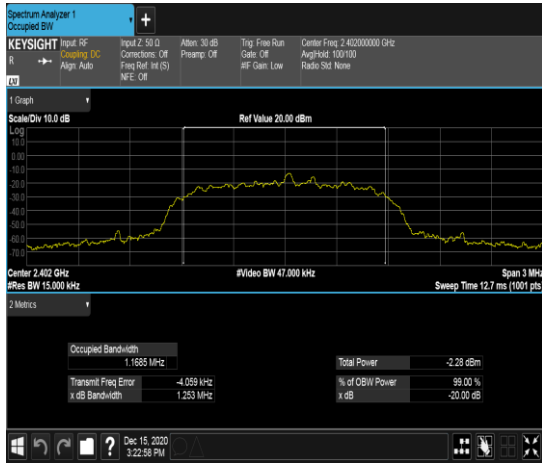 Spectrum Analyzer 1
Occupied BW
+
KEYSIGHT Input: RF Input Z: 50 Ω Atten: 30 dB Trig: Free Run Center Freq: 2.402000000 GHz
R Coupling: DC Corrections: Off Preamp: Off Gate: Off Avg|Hold: 100/100
Align: Auto Freq Ref: Int (S) #IF Gain: Low Radio Std: None
LXI NFE: Off
1 Graph
Scale/Div 10.0 dB Ref Value 20.00 dBm
Log
10.0
0.00
-10.0
-20.0
-30.0
-40.0
-50.0
-60.0
-70.0
Center 2.402 GHz #Video BW 47.000 kHz Span 3 MHz
#Res BW 15.000 kHz Sweep Time 12.7 ms (1001 pts)
2 Metrics
Occupied Bandwidth
1.1685 MHz Total Power -2.28 dBm
Transmit Freq Error -4.059 kHz % of OBW Power 99.00 %
x dB Bandwidth 1.253 MHz x dB -20.00 dB
? Dec 15, 2020
3:22:58 PM